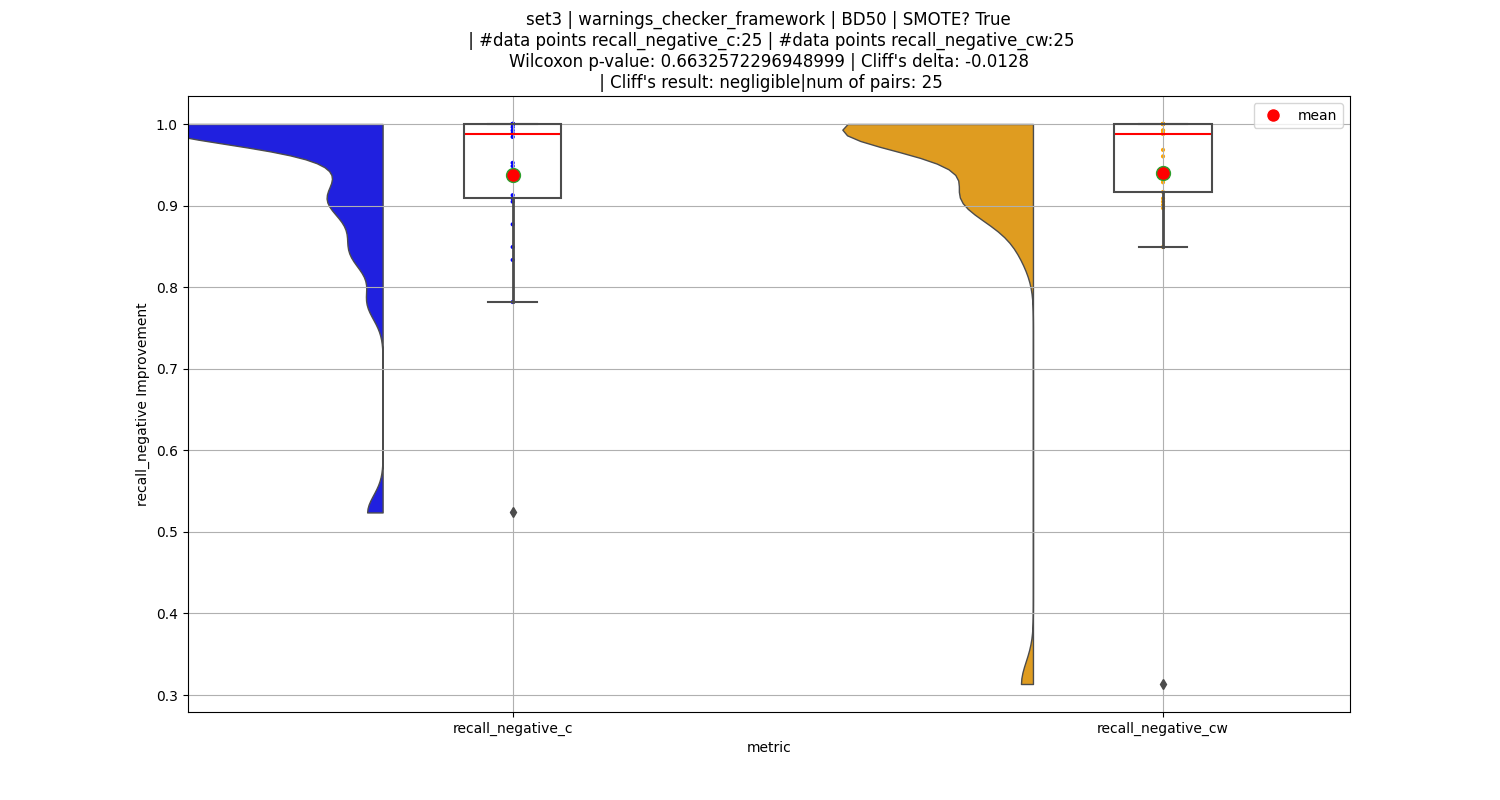 set3 | warnings_checker_framework | BD50 | SMOTE? True
| #data points recall_negative_c:25 | #data points recall_negative_cw:25
Wilcoxon p-value: 0.6632572296948999 | Cliff's delta: -0.0128
| Cliff's result: negligible|num of pairs: 25
mean
1.0
0.9
0.8
0.7
0.6
0.5
0.4
0.3
recall_negative Improvement
recall_negative_c
recall_negative_cw
metric